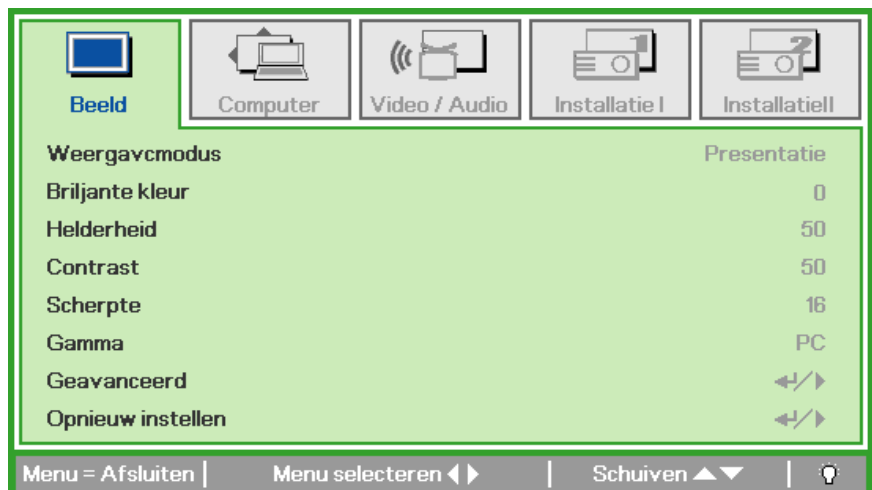 Beeld Computer Video / Audio Installatie I InstallatieII
Weergavcmodus Presentatie
Briljante kleur 0
Helderheid 50
Contrast 50
Scherpte 16
Gamma PC
Geavanceerd
Opnieuw instellen
Menu = Afsluiten Menu selecteren Schuiven